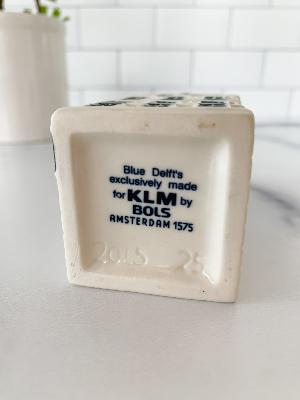 Blue Delft's
exclusively made
for KLM by
BOLS
AMSTERDAM 1575
2015 25